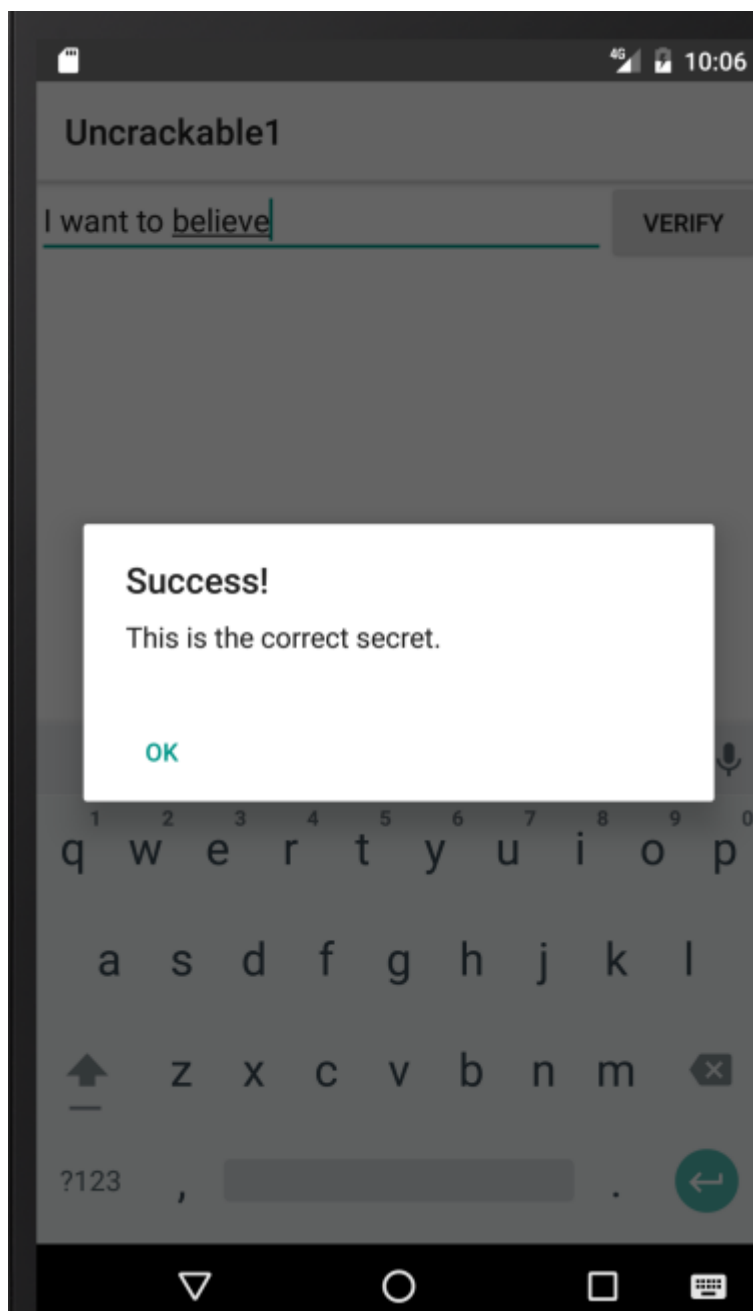 4G 10:06
Uncrackable1
I want to believe VERIFY
Success!
This is the correct secret.
OK
1 2 3 4 5 6 7 8 9 0
q w e r t y u i o p
a s d f g h j k l
z x c v b n m
?123 , .